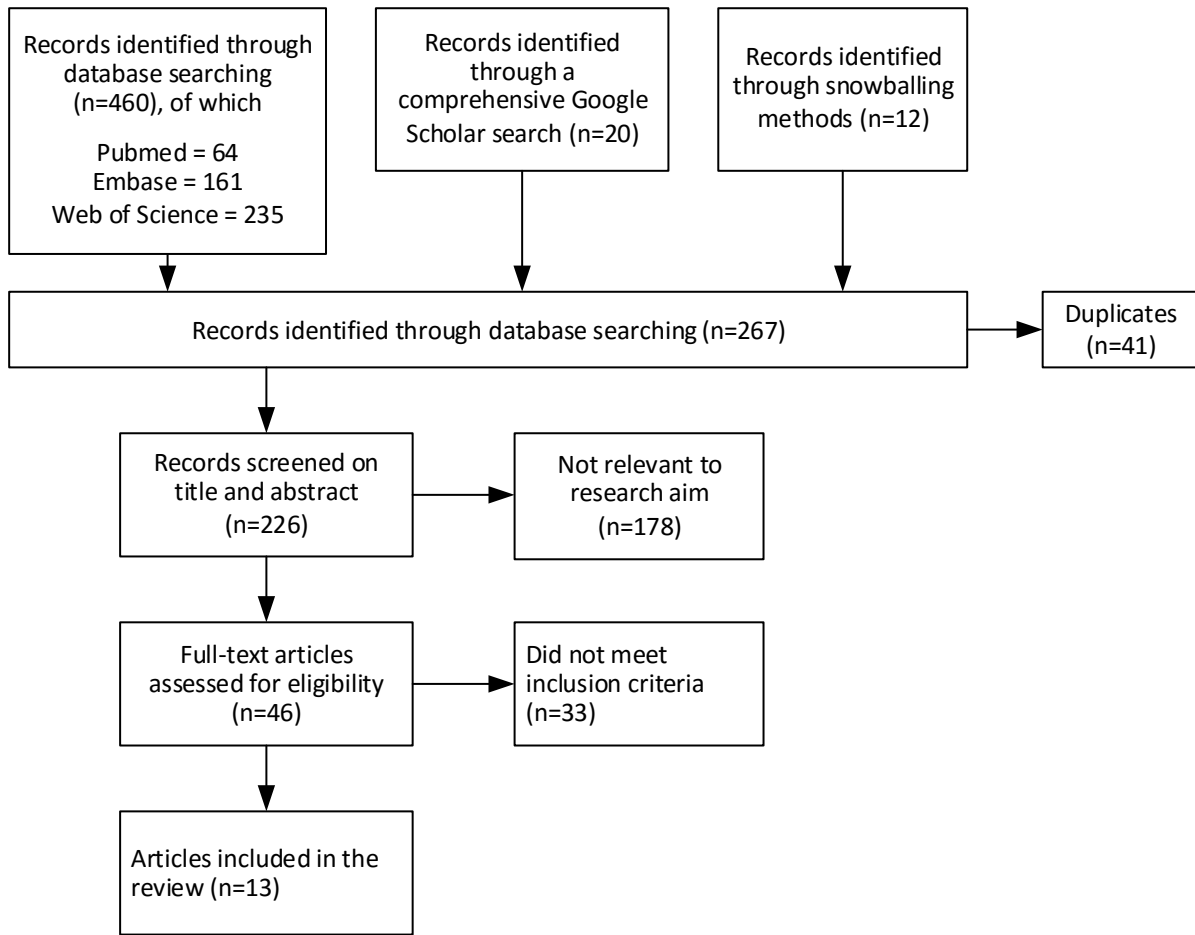 Records identified through
database searching
(n=460), of which
Pubmed = 64
Embase = 161
Web of Science = 235
Records identified
through a
comprehensive Google
Scholar search (n=20)
Records identified
through snowballing
methods (n=12)
Records identified through database searching (n=267)
Duplicates
(n=41)
Records screened on
title and abstract
(n=226)
Not relevant to
research aim
(n=178)
Full-text articles
assessed for eligibility
(n=46)
Did not meet
inclusion criteria
(n=33)
Articles included in the
review (n=13)